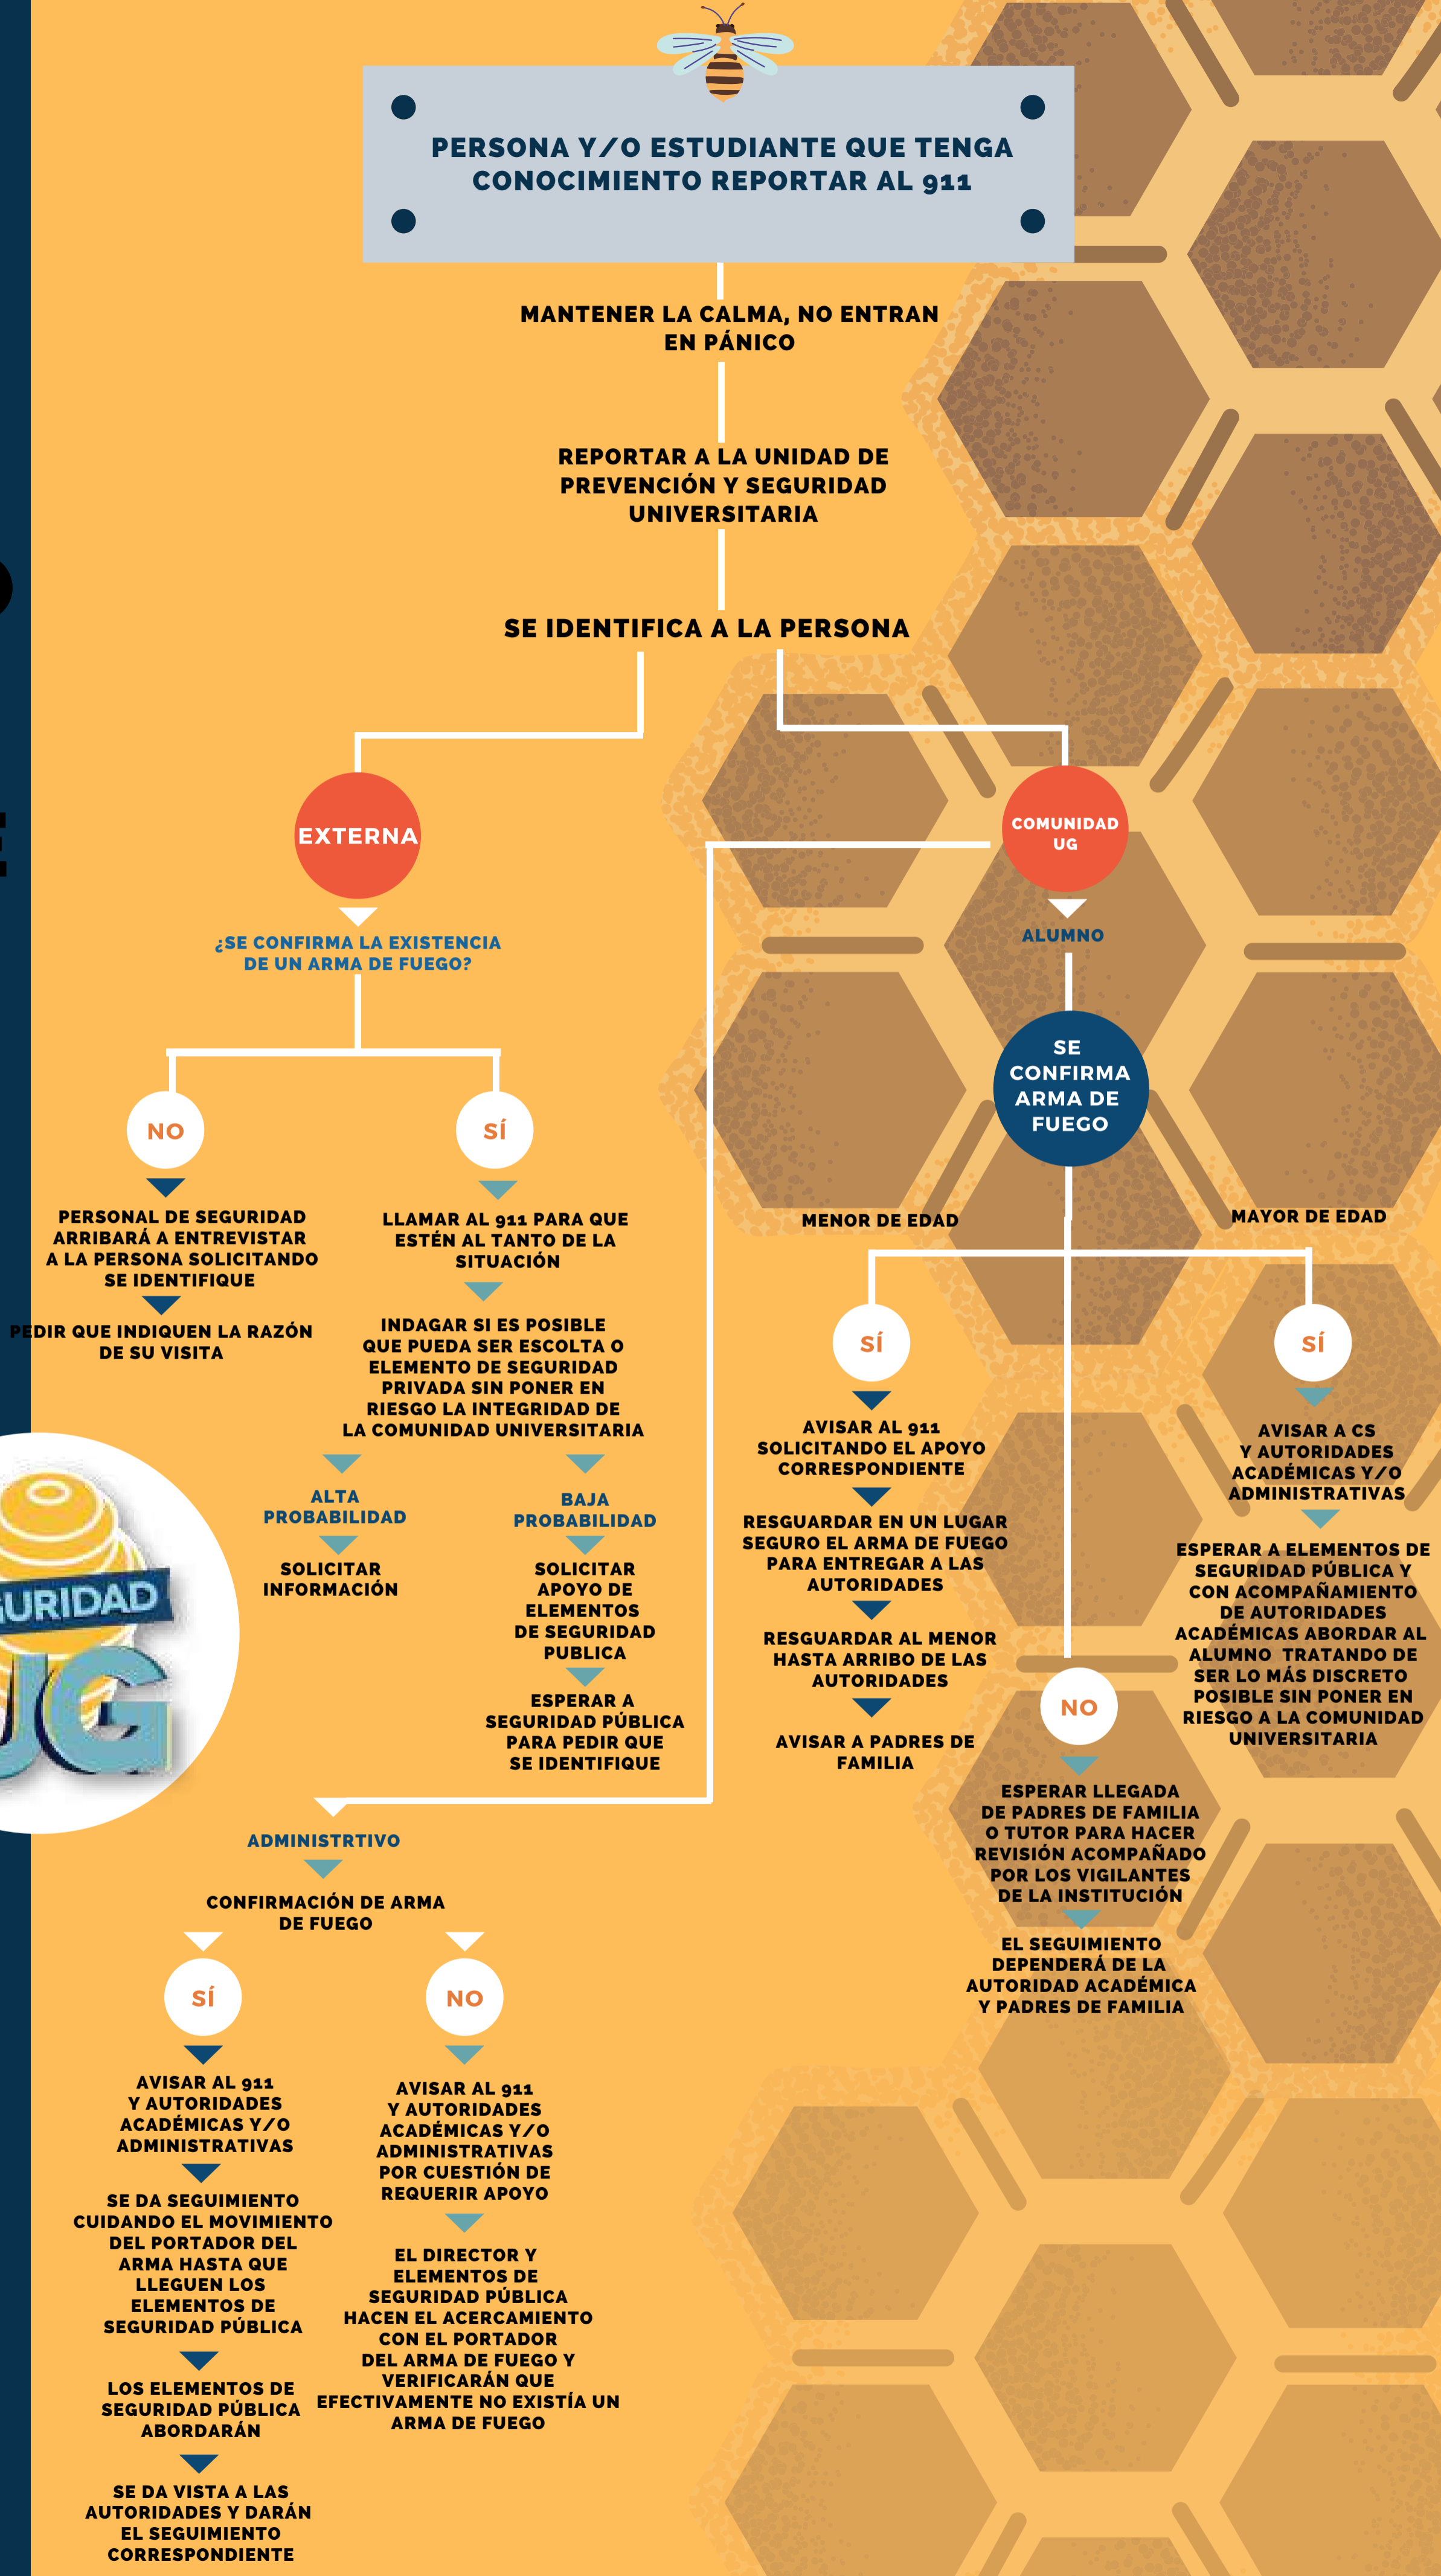 PERSONA Y/O ESTUDIANTE QUE TENGA
CONOCIMIENTO REPORTAR AL 911
MANTENER LA CALMA, NO ENTRAN
EN PÁNICO
REPORTAR A LA UNIDAD DE
PREVENCIÓN Y SEGURIDAD
UNIVERSITARIA
SE IDENTIFICA A LA PERSONA
EXTERNA
¿SE CONFIRMA LA EXISTENCIA
DE UN ARMA DE FUEGO?
NO
PERSONAL DE SEGURIDAD
ARRIBARÁ A ENTREVISTAR
A LA PERSONA SOLICITANDO
SE IDENTIFIQUE
PEDIR QUE INDIQUEN LA RAZÓN
DE SU VISITA
SÍ
LLAMAR AL 911 PARA QUE
ESTÉN AL TANTO DE LA
SITUACIÓN
INDAGAR SI ES POSIBLE
QUE PUEDA SER ESCOLTA O
ELEMENTO DE SEGURIDAD
PRIVADA SIN PONER EN
RIESGO LA INTEGRIDAD DE
LA COMUNIDAD UNIVERSITARIA
ALTA
PROBABILIDAD
SOLICITAR
INFORMACIÓN
BAJA
PROBABILIDAD
SOLICITAR
APOYO DE
ELEMENTOS
DE SEGURIDAD
PUBLICA
ESPERAR A
SEGURIDAD PÚBLICA
PARA PEDIR QUE
SE IDENTIFIQUE
COMUNIDAD
UG
ALUMNO
SE
CONFIRMA
ARMA DE
FUEGO
MENOR DE EDAD
SÍ
AVISAR AL 911
SOLICITANDO EL APOYO
CORRESPONDIENTE
RESGUARDAR EN UN LUGAR
SEGURO EL ARMA DE FUEGO
PARA ENTREGAR A LAS
AUTORIDADES
RESGUARDAR AL MENOR
HASTA ARRIBO DE LAS
AUTORIDADES
AVISAR A PADRES DE
FAMILIA
MAYOR DE EDAD
SÍ
AVISAR A CS
Y AUTORIDADES
ACADÉMICAS Y/O
ADMINISTRATIVAS
ESPERAR A ELEMENTOS DE
SEGURIDAD PÚBLICA Y
CON ACOMPAÑAMIENTO
DE AUTORIDADES
ACADÉMICAS ABORDAR AL
ALUMNO TRATANDO DE
SER LO MÁS DISCRETO
POSIBLE SIN PONER EN
RIESGO A LA COMUNIDAD
UNIVERSITARIA
NO
ESPERAR LLEGADA
DE PADRES DE FAMILIA
O TUTOR PARA HACER
REVISIÓN ACOMPAÑADO
POR LOS VIGILANTES
DE LA INSTITUCIÓN
EL SEGUIMIENTO
DEPENDERÁ DE LA
AUTORIDAD ACADÉMICA
Y PADRES DE FAMILIA
GURIDAD
UG
ADMINISTRTIVO
CONFIRMACIÓN DE ARMA
DE FUEGO
SÍ
AVISAR AL 911
Y AUTORIDADES
ACADÉMICAS Y/O
ADMINISTRATIVAS
SE DA SEGUIMIENTO
CUIDANDO EL MOVIMIENTO
DEL PORTADOR DEL
ARMA HASTA QUE
LLEGUEN LOS
ELEMENTOS DE
SEGURIDAD PÚBLICA
LOS ELEMENTOS DE
SEGURIDAD PÚBLICA
ABORDARÁN
SE DA VISTA A LAS
AUTORIDADES Y DARÁN
EL SEGUIMIENTO
CORRESPONDIENTE
NO
AVISAR AL 911
Y AUTORIDADES
ACADÉMICAS Y/O
ADMINISTRATIVAS
POR CUESTIÓN DE
REQUERIR APOYO
EL DIRECTOR Y
ELEMENTOS DE
SEGURIDAD PÚBLICA
HACEN EL ACERCAMIENTO
CON EL PORTADOR
DEL ARMA DE FUEGO Y
VERIFICARÁN QUE
EFECTIVAMENTE NO EXISTÍA UN
ARMA DE FUEGO